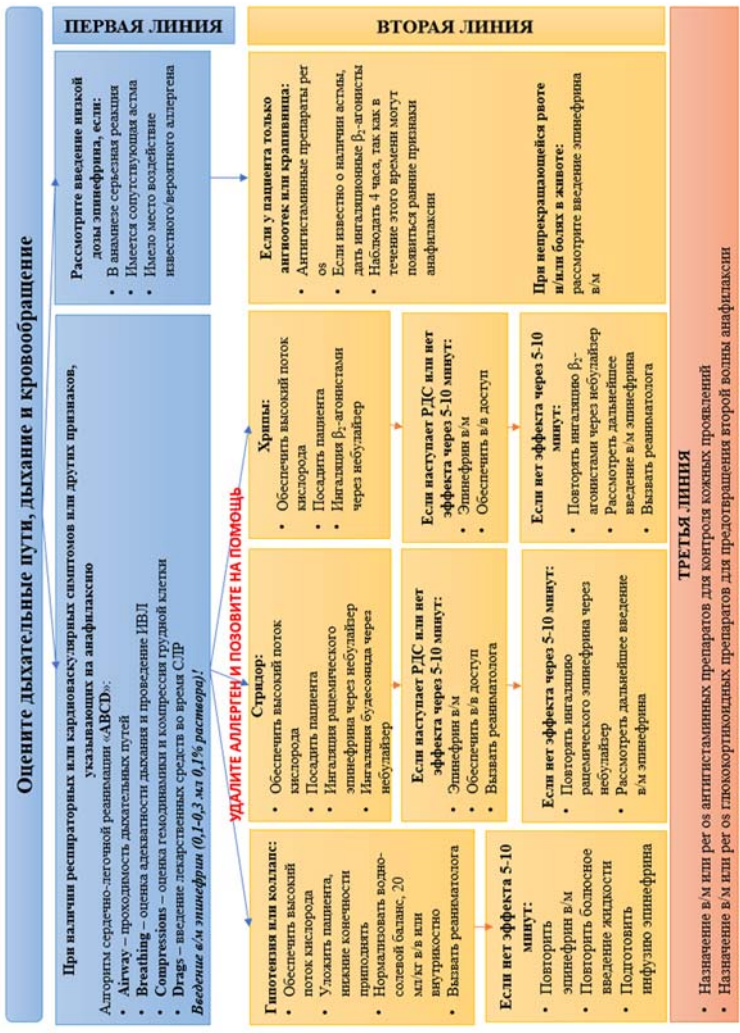 Оцените дыхательные пути, дыхание и кровообращение
ПЕРВАЯ ЛИНИЯ
При наличии респираторных или кардиоваскулярных симптомов или других признаков,
указывающих на анафилаксию
Алгоритм сердечно-легочной реанимации «ABCD»:
• Airway – проходимость дыхательных путей
• Breathing – оценка адекватности дыхания и проведение ИВЛ
• Compressions – оценка гемодинамики и компрессия грудной клетки
• Drags – введение лекарственных средств во время СЛР
Введение в/м эпинефрин (0,1-0,3 мл 0,1% раствора)!
Рассмотрите введение низкой
дозы эпинефрина, если:
• В анамнезе серьезная реакция
• Имеется сопутствующая астма
• Имело место воздействие
известного/вероятного аллергена
УДАЛИТЕ АЛЛЕРГЕН И ПОЗОВИТЕ НА ПОМОЩЬ
ВТОРАЯ ЛИНИЯ
Гипотензия или коллапс:
• Обеспечить высокий
поток кислорода
• Уложить пациента,
нижние конечности
приподнять
• Нормализовать водно-
солевой баланс, 20
мл/кг в/в или
внутрикостно
• Вызвать реаниматолога
Если нет эффекта 5-10
минут:
• Повторить
эпинефрин в/м
• Повторить болюсное
введение жидкости
• Подготовить
инфузию эпинефрина
Стридор:
• Обеспечить высокий поток
кислорода
• Посадить пациента
• Ингаляция рацемического
эпинефрина через небулайзер
• Ингаляция будесонида через
небулайзер
Если наступает РДС или нет
эффекта через 5-10 минут:
• Эпинефрин в/м
• Обеспечить в/в доступ
• Вызвать реаниматолога
Если нет эффекта через 5-10 минут:
• Повторять ингаляцию
рацемического эпинефрина через
небулайзер
• Рассмотреть дальнейшее введение
в/м эпинефрина
Хрипы:
• Обеспечить высокий поток
кислорода
• Посадить пациента
• Ингаляция β₂-агонистами
через небулайзер
Если наступает РДС или нет
эффекта через 5-10 минут:
• Эпинефрин в/м
• Обеспечить в/в доступ
Если нет эффекта через 5-10
минут:
• Повторять ингаляцию β₂-
агонистами через небулайзер
• Рассмотреть дальнейшее
введение в/м эпинефрина
• Вызвать реаниматолога
Если у пациента только
ангиоотек или крапивница:
• Антигистаминные препараты per
os
• Если известно о наличии астмы,
дать ингаляционные β₂-агонисты
• Наблюдать 4 часа, так как в
течение этого времени могут
появиться ранние признаки
анафилаксии
При непрекращающейся рвоте
и/или болях в животе:
рассмотрите введение эпинефрина
в/м
ТРЕТЬЯ ЛИНИЯ
• Назначение в/м или per os антигистаминных препаратов для контроля кожных проявлений
• Назначение в/м или per os глюкокортикоидных препаратов для предотвращения второй волны анафилаксии